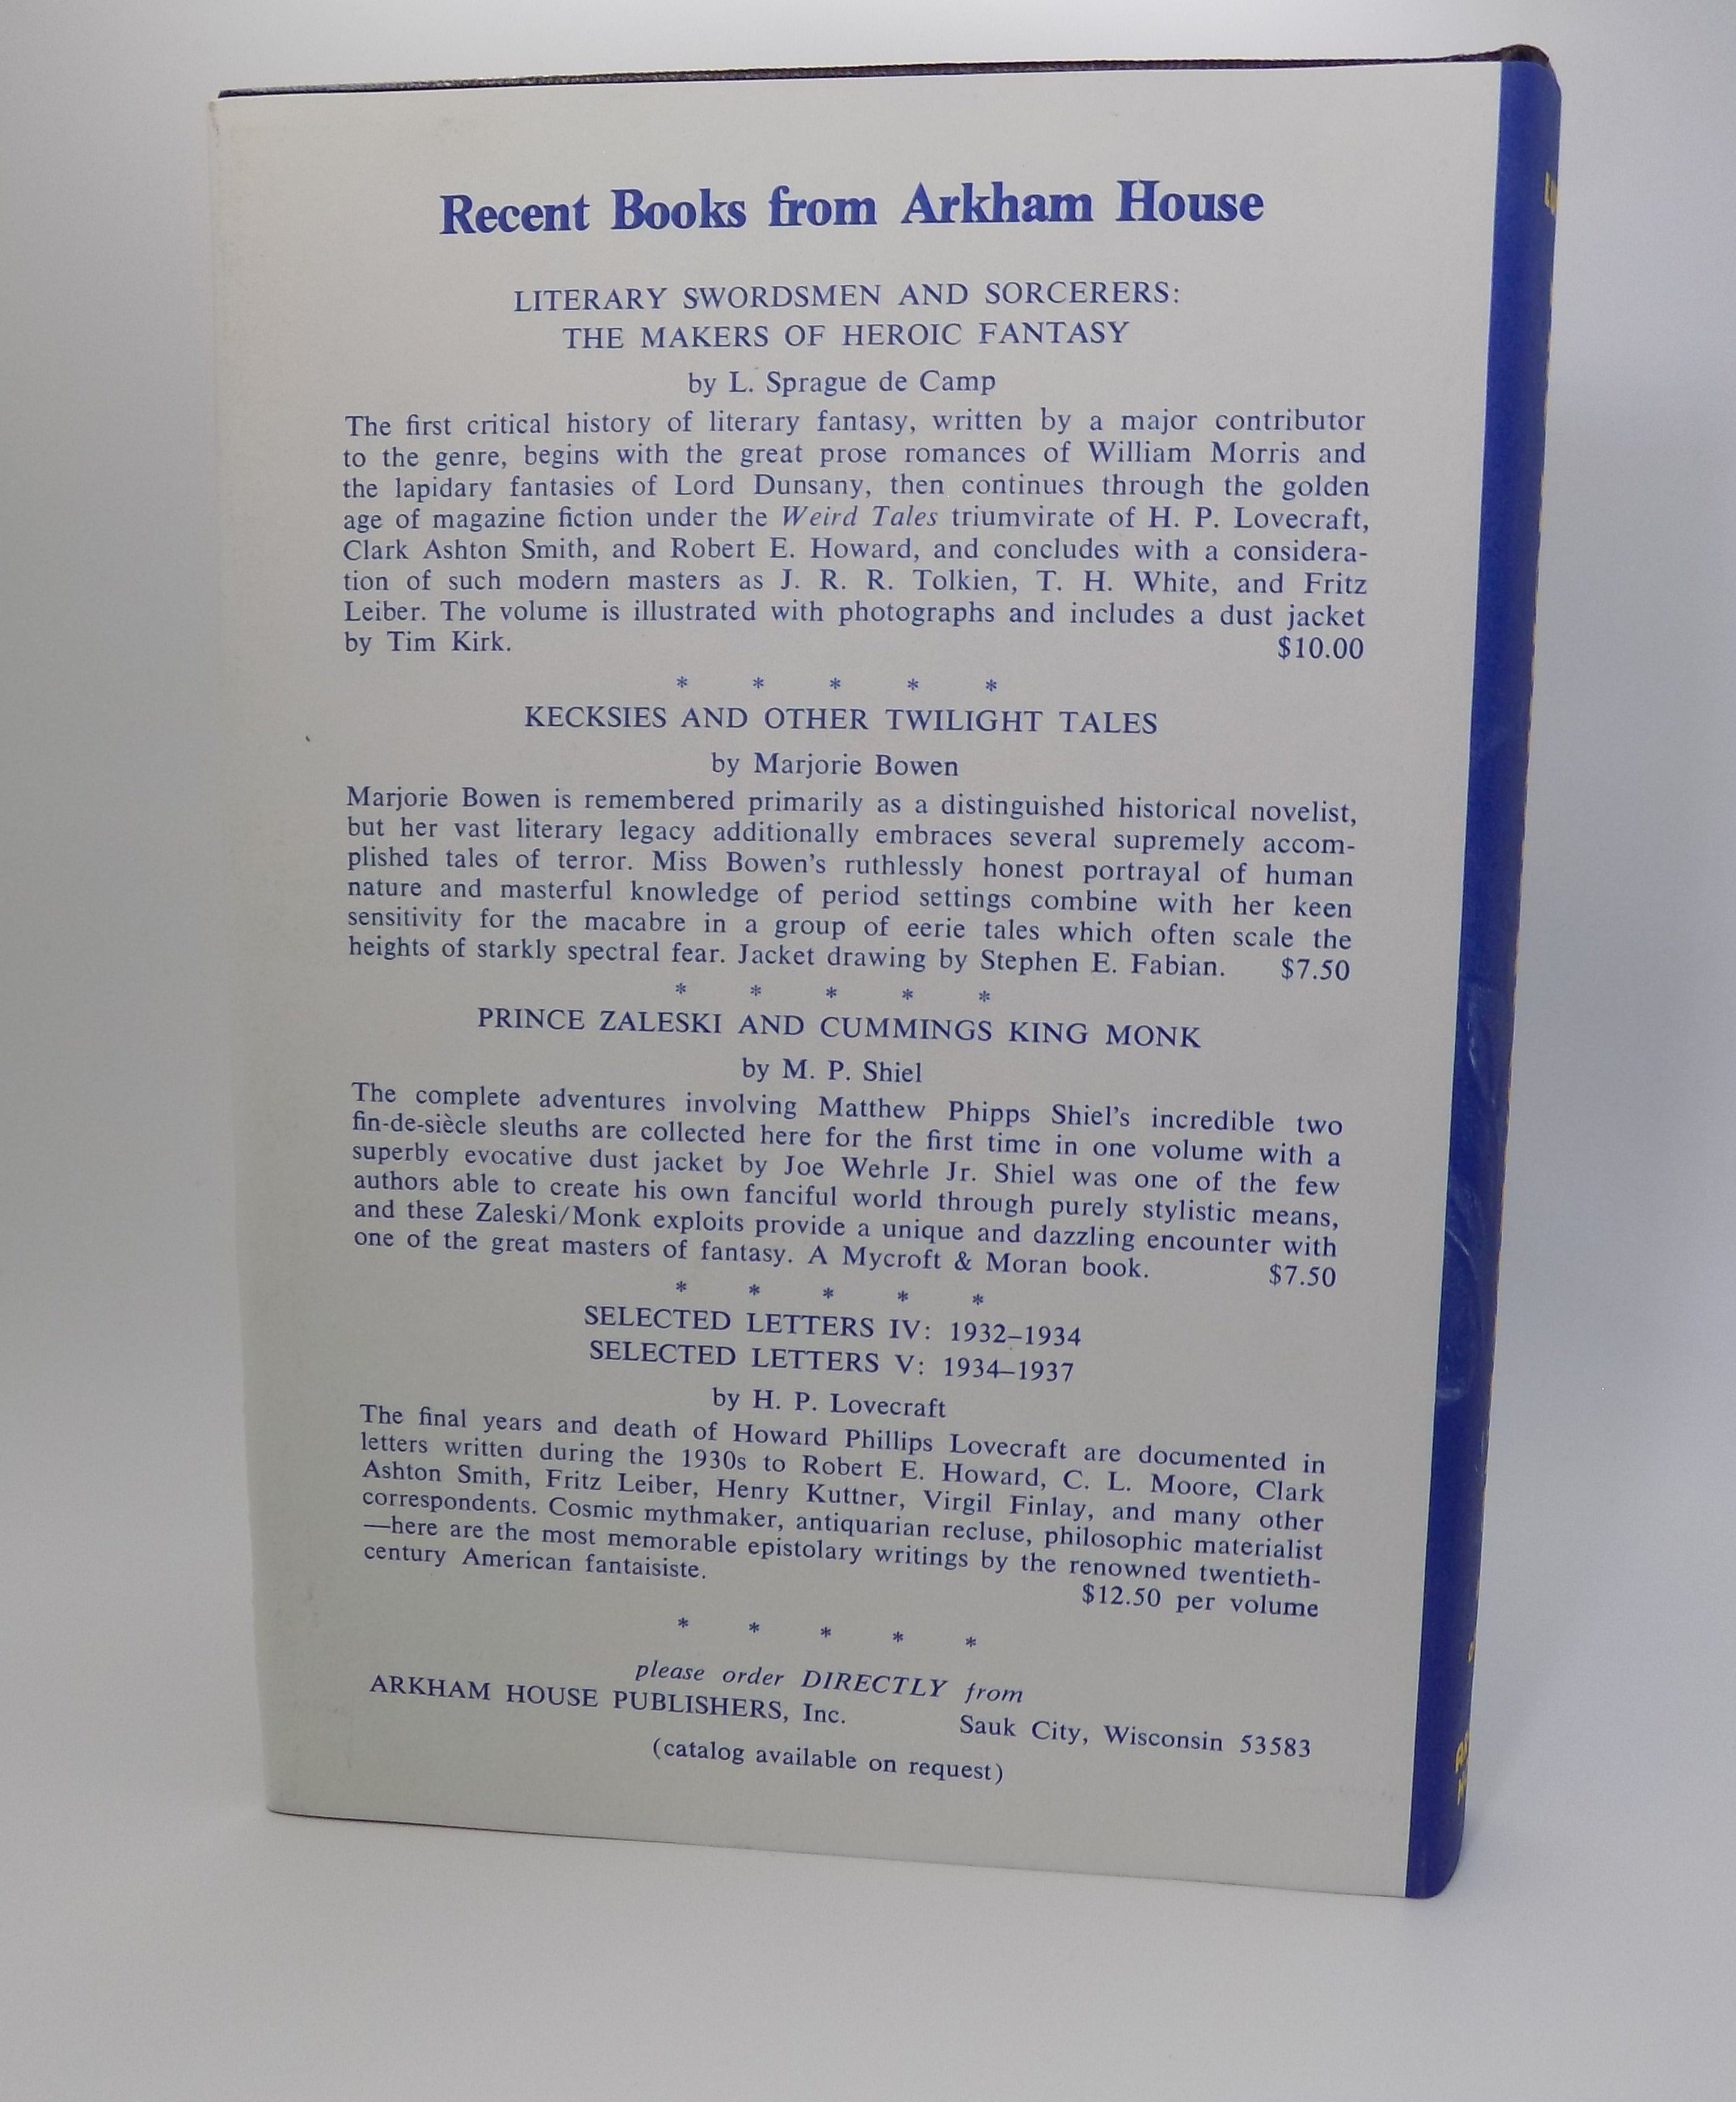 Recent Books from Arkham House
LITERARY SWORDSMEN AND SORCERERS:
THE MAKERS OF HEROIC FANTASY
by L. Sprague de Camp
The first critical history of literary fantasy, written by a major contributor
to the genre, begins with the great prose romances of William Morris and
the lapidary fantasies of Lord Dunsany, then continues through the golden
age of magazine fiction under the Weird Tales triumvirate of H. P. Lovecraft,
Clark Ashton Smith, and Robert E. Howard, and concludes with a considera-
tion of such modern masters as J. R. R. Tolkien, T. H. White, and Fritz
Leiber. The volume is illustrated with photographs and includes a dust jacket
by Tim Kirk. $10.00
* * * * *
KECKSIES AND OTHER TWILIGHT TALES
by Marjorie Bowen
Marjorie Bowen is remembered primarily as a distinguished historical novelist,
but her vast literary legacy additionally embraces several supremely accom-
plished tales of terror. Miss Bowen's ruthlessly honest portrayal of human
nature and masterful knowledge of period settings combine with her keen
sensitivity for the macabre in a group of eerie tales which often scale the
heights of starkly spectral fear. Jacket drawing by Stephen E. Fabian. $7.50
* * * * *
PRINCE ZALESKI AND CUMMINGS KING MONK
by M. P. Shiel
The complete adventures involving Matthew Phipps Shiel's incredible two
fin-de-siècle sleuths are collected here for the first time in one volume with a
superbly evocative dust jacket by Joe Wehrle Jr. Shiel was one of the few
authors able to create his own fanciful world through purely stylistic means,
and these Zaleski/Monk exploits provide a unique and dazzling encounter with
one of the great masters of fantasy. A Mycroft & Moran book. $7.50
* * * * *
SELECTED LETTERS IV: 1932–1934
SELECTED LETTERS V: 1934–1937
by H. P. Lovecraft
The final years and death of Howard Phillips Lovecraft are documented in
letters written during the 1930s to Robert E. Howard, C. L. Moore, Clark
Ashton Smith, Fritz Leiber, Henry Kuttner, Virgil Finlay, and many other
correspondents. Cosmic mythmaker, antiquarian recluse, philosophic materialist
—here are the most memorable epistolary writings by the renowned twentieth-
century American fantaisiste.
$12.50 per volume
* * * * *
please order DIRECTLY from
ARKHAM HOUSE PUBLISHERS, Inc. Sauk City, Wisconsin 53583
(catalog available on request)